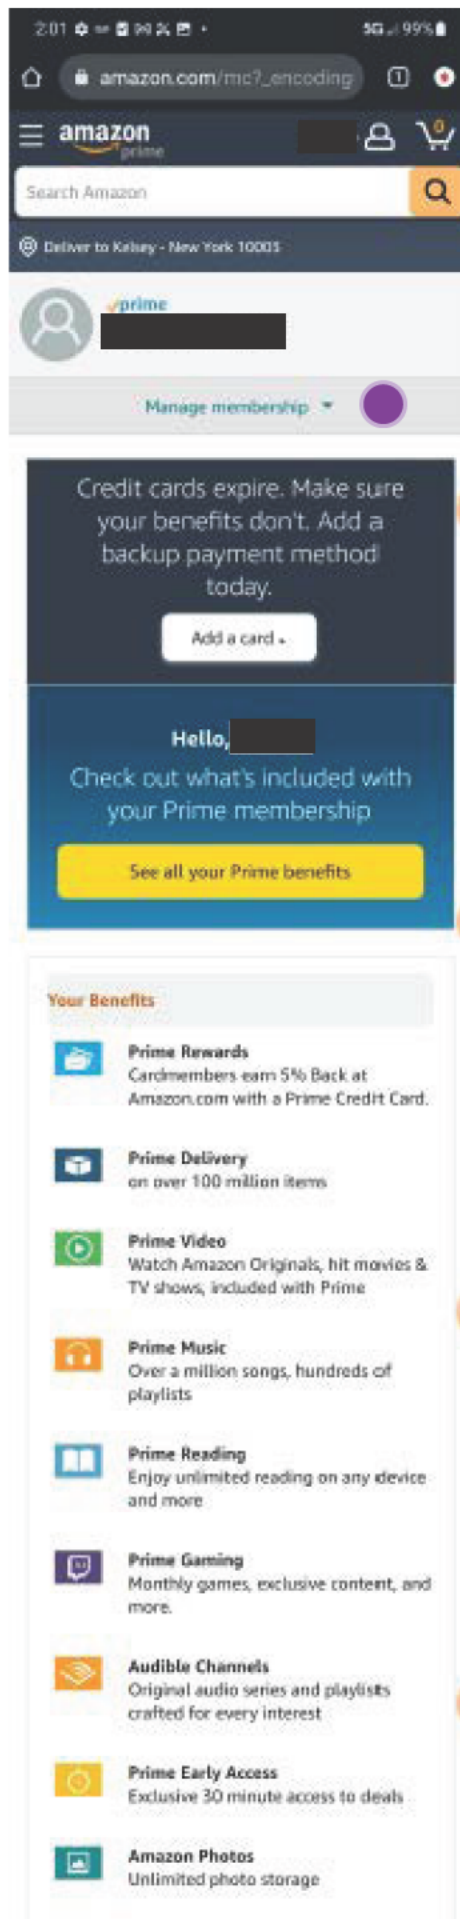 2:01
5G 99%
amazon.com/mc?_encoding
1
amazon
prime
0
Search Amazon
Deliver to Kelsey - New York 10001
prime
Manage membership
Credit cards expire. Make sure
your benefits don't. Add a
backup payment method
today.
Add a card
Hello,
Check out what's included with
your Prime membership
See all your Prime benefits
Your Benefits
Prime Rewards
Cardmembers earn 5% Back at
Amazon.com with a Prime Credit Card.
Prime Delivery
on over 100 million items
Prime Video
Watch Amazon Originals, hit movies &
TV shows, included with Prime
Prime Music
Over a million songs, hundreds of
playlists
Prime Reading
Enjoy unlimited reading on any device
and more
Prime Gaming
Monthly games, exclusive content, and
more.
Audible Channels
Original audio series and playlists
crafted for every interest
Prime Early Access
Exclusive 30 minute access to deals
Amazon Photos
Unlimited photo storage